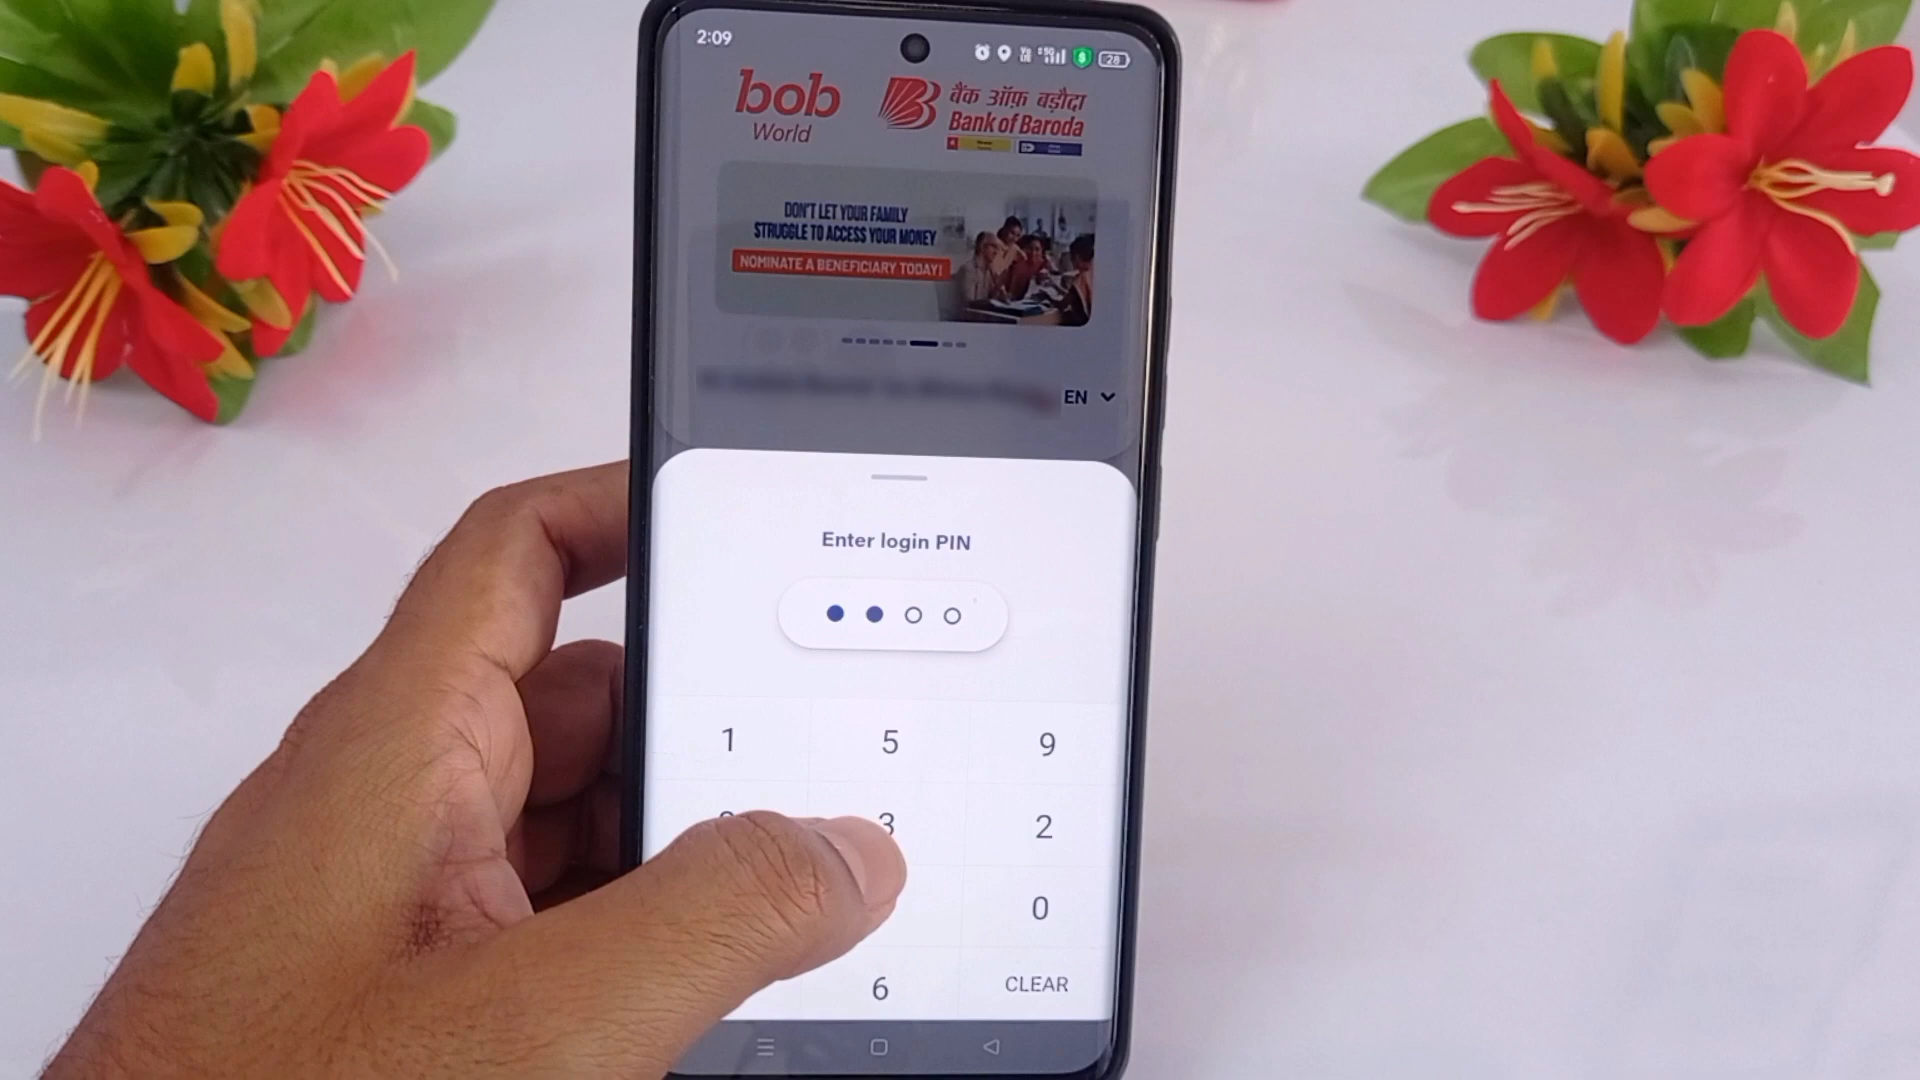 2:09
28
bob
World
बैंक ऑफ़ बड़ौदा
Bank of Baroda
DON'T LET YOUR FAMILY
STRUGGLE TO ACCESS YOUR MONEY
NOMINATE A BENEFICIARY TODAY!
EN
Enter login PIN
1 5 9
3 2
0
6 CLEAR